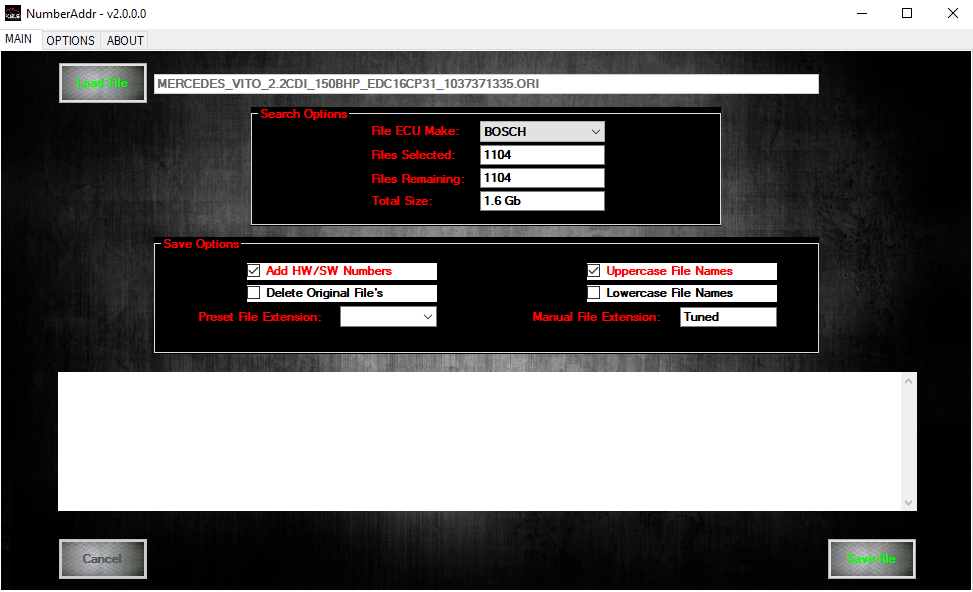 NumberAddr - v2.0.0.0
MAIN OPTIONS ABOUT
Load file MERCEDES_VITO_2.2CDI_150BHP_EDC16CP31_1037371335.ORI
Search Options
File ECU Make: BOSCH
Files Selected: 1104
Files Remaining: 1104
Total Size: 1.6 Gb
Save Options
Add HW/SW Numbers Uppercase File Names
Delete Original File's Lowercase File Names
Preset File Extension: Manual File Extension: Tuned
Cancel Save file